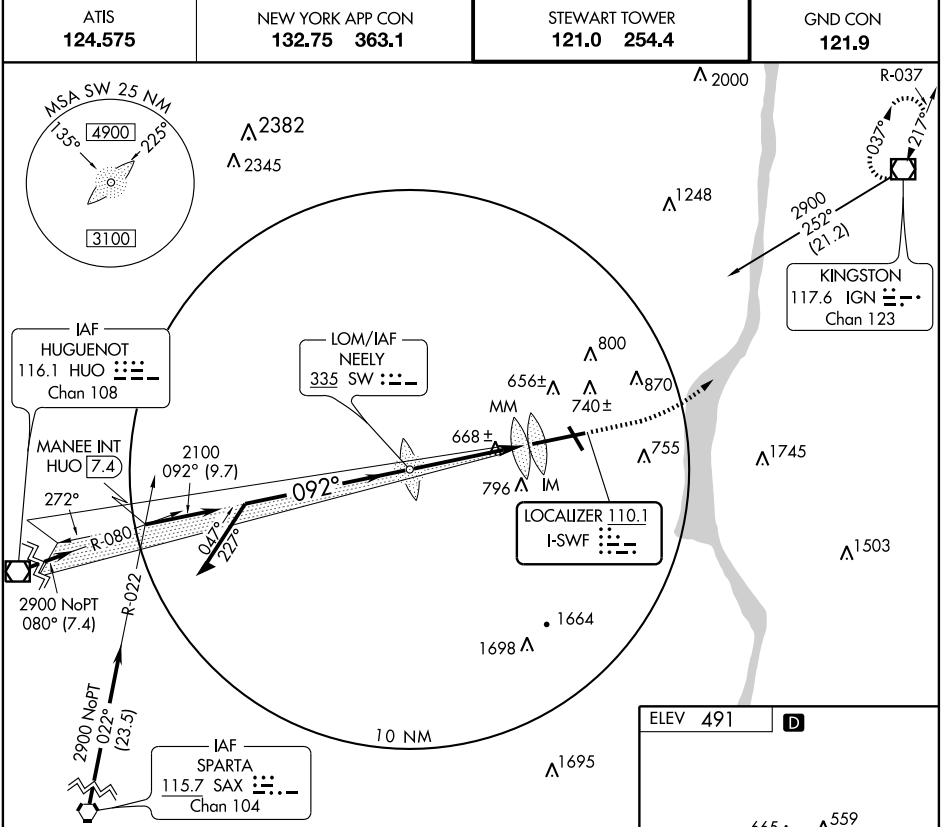 ATIS
124.575
NEW YORK APP CON
132.75 363.1
STEWART TOWER
121.0 254.4
GND CON
121.9
MSA SW 25 NM
135°
4900
225°
3100
2382
2345
2000
1248
R-037
037°
217°
2900
252°
(21.2)
KINGSTON
117.6 IGN
Chan 123
IAF
HUGUENOT
116.1 HUO
Chan 108
LOM/IAF
NEELY
335 SW
800
656±
740±
870
MM
668±
755
1745
796
IM
MANEE INT
HUO 7.4
2100
092° (9.7)
092°
272°
R-080
047°
227°
LOCALIZER 110.1
I-SWF
1503
2900 NoPT
080° (7.4)
R-022
1664
1698
2900 NoPT
022°
(23.5)
10 NM
IAF
SPARTA
115.7 SAX
Chan 104
1695
ELEV 491
D
559
665